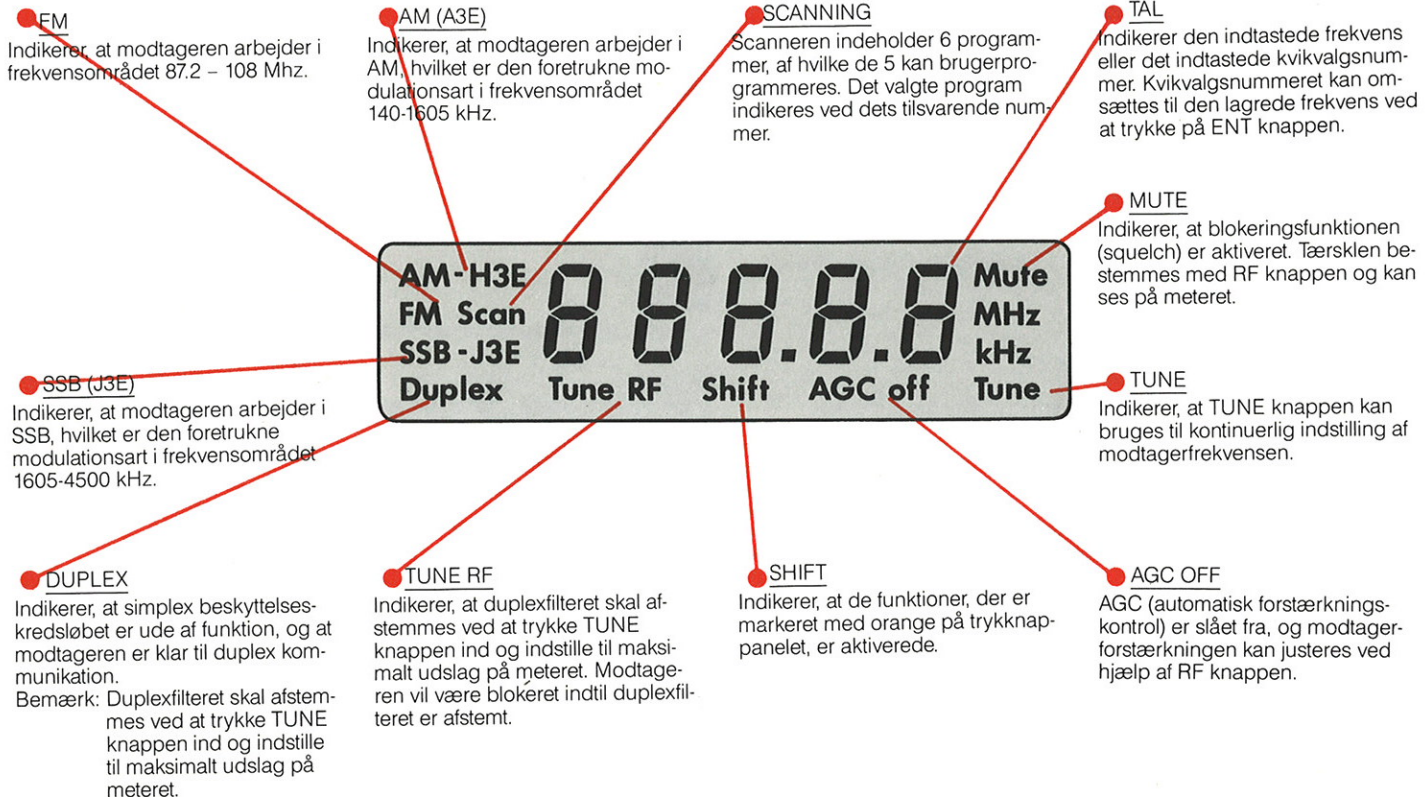 FM
Indikerer, at modtageren arbejder i
frekvensområdet 87.2 – 108 Mhz.
AM (A3E)
Indikerer, at modtageren arbejder i
AM, hvilket er den foretrukne mo-
dulationsart i frekvensområdet
140-1605 kHz.
SCANNING
Scanneren indeholder 6 program-
mer, af hvilke de 5 kan brugerpro-
grammeres. Det valgte program
indikeres ved dets tilsvarende num-
mer.
TAL
Indikerer den indtastede frekvens
eller det indtastede kvikvalgsnum-
mer. Kvikvalgsnummeret kan om-
sættes til den lagrede frekvens ved
at trykke på ENT knappen.
MUTE
Indikerer, at blokeringsfunktionen
(squelch) er aktiveret. Tærsklen be-
stemmes med RF knappen og kan
ses på meteret.
AM-H3E 888.8.8 Mute
FM Scan MHz
SSB-J3E kHz
Duplex Tune RF Shift AGC off Tune
SSB (J3E)
Indikerer, at modtageren arbejder i
SSB, hvilket er den foretrukne
modulationsart i frekvensområdet
1605-4500 kHz.
TUNE
Indikerer, at TUNE knappen kan
bruges til kontinuerlig indstilling af
modtagerfrekvensen.
DUPLEX
Indikerer, at simplex beskyttelses-
kredsløbet er ude af funktion, og at
modtageren er klar til duplex kom-
munikation.
Bemærk: Duplexfilteret skal afstem-
mes ved at trykke TUNE
knappen ind og indstille
til maksimalt udslag på
meteret.
TUNE RF
Indikerer, at duplexfilteret skal af-
stemmes ved at trykke TUNE
knappen ind og indstille til maksi-
malt udslag på meteret. Modtage-
ren vil være blokeret indtil duplexfil-
teret er afstemt.
SHIFT
Indikerer, at de funktioner, der er
markeret med orange på trykknap-
panelet, er aktiverede.
AGC OFF
AGC (automatisk forstærknings-
kontrol) er slået fra, og modtager-
forstærkningen kan justeres ved
hjælp af RF knappen.